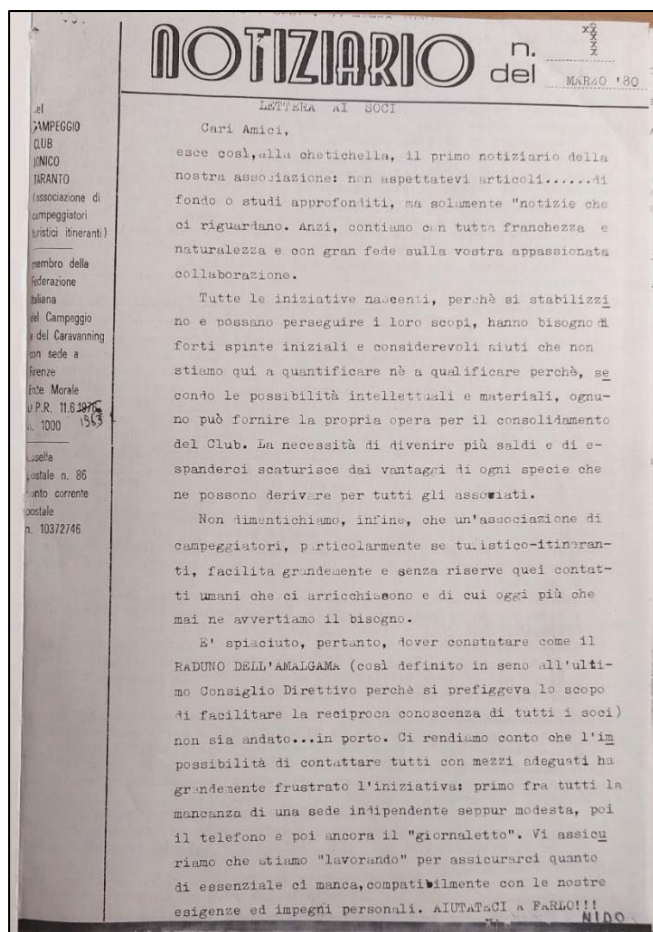 NOTIZIARIO
n.
del MARZO '80
del
CAMPEGGIO
CLUB
IONICO
TARANTO
(associazione di
campeggiatori
turistici itineranti)
membro della
Federazione
Italiana
del Campeggio
e del Caravanning
con sede a
Firenze
Ente Morale
P.R. 11.6.1975
n. 1000 1963
casella
postale n. 86
conto corrente
postale
n. 10372746
LETTERA AI SOCI
Cari Amici,
esce così,alla chetichella, il primo notiziario della
nostra associazione: non aspettatevi articoli......di
fondo o studi approfonditi, ma solamente "notizie che
ci riguardano. Anzi, contiamo con tutta franchezza e
naturalezza e con gran fede sulla vostra appassionata
collaborazione.
Tutte le iniziative nascenti, perchè si stabilizzi
no e possano perseguire i loro scopi, hanno bisogno di
forti spinte iniziali e considerevoli aiuti che non
stiamo qui a quantificare nè a qualificare perchè, se
condo le possibilità intellettuali e materiali, ognu-
no può fornire la propria opera per il consolidamento
del Club. La necessità di divenire più saldi e di e-
spanderci scaturisce dai vantaggi di ogni specie che
ne possono derivare per tutti gli associati.
Non dimentichiamo, infine, che un'associazione di
campeggiatori, particolarmente se turistico-itineran-
ti, facilita grandemente e senza riserve quei contat-
ti umani che ci arricchiscono e di cui oggi più che
mai ne avvertiamo il bisogno.
E' spiaciuto, pertanto, dover constatare come il
RADUNO DELL'AMALGAMA (così definito in seno all'ulti-
mo Consiglio Direttivo perchè si prefiggeva lo scopo
di facilitare la reciproca conoscenza di tutti i soci)
non sia andato...in porto. Ci rendiamo conto che l'im
possibilità di contattare tutti con mezzi adeguati ha
grandemente frustrato l'iniziativa: primo fra tutti la
mancanza di una sede indipendente seppur modesta, poi
il telefono e poi ancora il "giornaletto". Vi assicu
riamo che stiamo "lavorando" per assicurarci quanto
di essenziale ci manca,compatibilmente con le nostre
esigenze ed impegni personali. AIUTATECI a FARLO!!!
NIDO